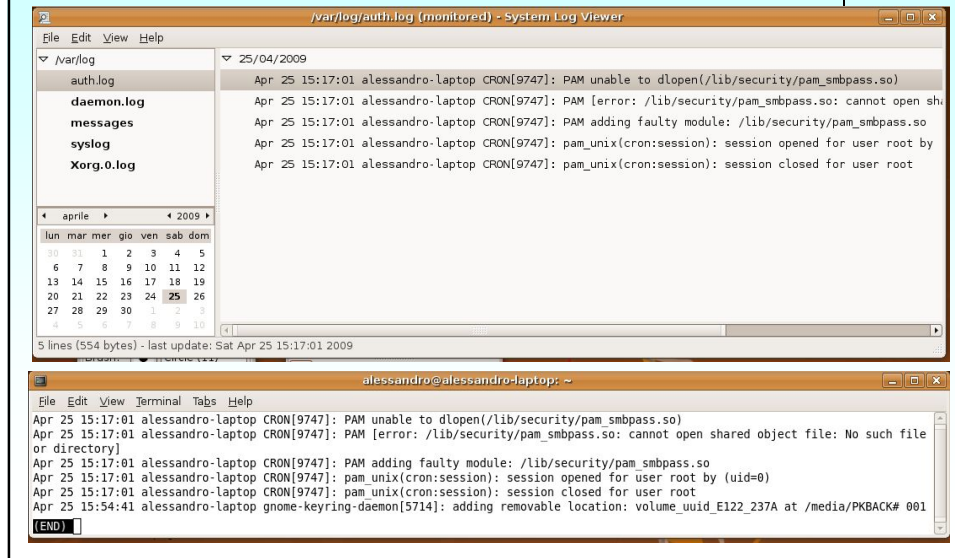 /var/log/auth.log (monitored) - System Log Viewer
File Edit View Help
/var/log
auth.log
daemon.log
messages
syslog
Xorg.0.log
25/04/2009
Apr 25 15:17:01 alessandro-laptop CRON[9747]: PAM unable to dlopen(/lib/security/pam_smbpass.so)
Apr 25 15:17:01 alessandro-laptop CRON[9747]: PAM [error: /lib/security/pam_smbpass.so: cannot open sha
Apr 25 15:17:01 alessandro-laptop CRON[9747]: PAM adding faulty module: /lib/security/pam_smbpass.so
Apr 25 15:17:01 alessandro-laptop CRON[9747]: pam_unix(cron:session): session opened for user root by
Apr 25 15:17:01 alessandro-laptop CRON[9747]: pam_unix(cron:session): session closed for user root
aprile 2009
lun mar mer gio ven sab dom
30 31 1 2 3 4 5
6 7 8 9 10 11 12
13 14 15 16 17 18 19
20 21 22 23 24 25 26
27 28 29 30 1 2 3
4 5 6 7 8 9 10
5 lines (554 bytes) - last update: Sat Apr 25 15:17:01 2009
alessandro@alessandro-laptop: ~
File Edit View Terminal Tabs Help
Apr 25 15:17:01 alessandro-laptop CRON[9747]: PAM unable to dlopen(/lib/security/pam_smbpass.so)
Apr 25 15:17:01 alessandro-laptop CRON[9747]: PAM [error: /lib/security/pam_smbpass.so: cannot open shared object file: No such file
or directory]
Apr 25 15:17:01 alessandro-laptop CRON[9747]: PAM adding faulty module: /lib/security/pam_smbpass.so
Apr 25 15:17:01 alessandro-laptop CRON[9747]: pam_unix(cron:session): session opened for user root by (uid=0)
Apr 25 15:17:01 alessandro-laptop CRON[9747]: pam_unix(cron:session): session closed for user root
Apr 25 15:54:41 alessandro-laptop gnome-keyring-daemon[5714]: adding removable location: volume_uuid_E122_237A at /media/PKBACK# 001
(END)